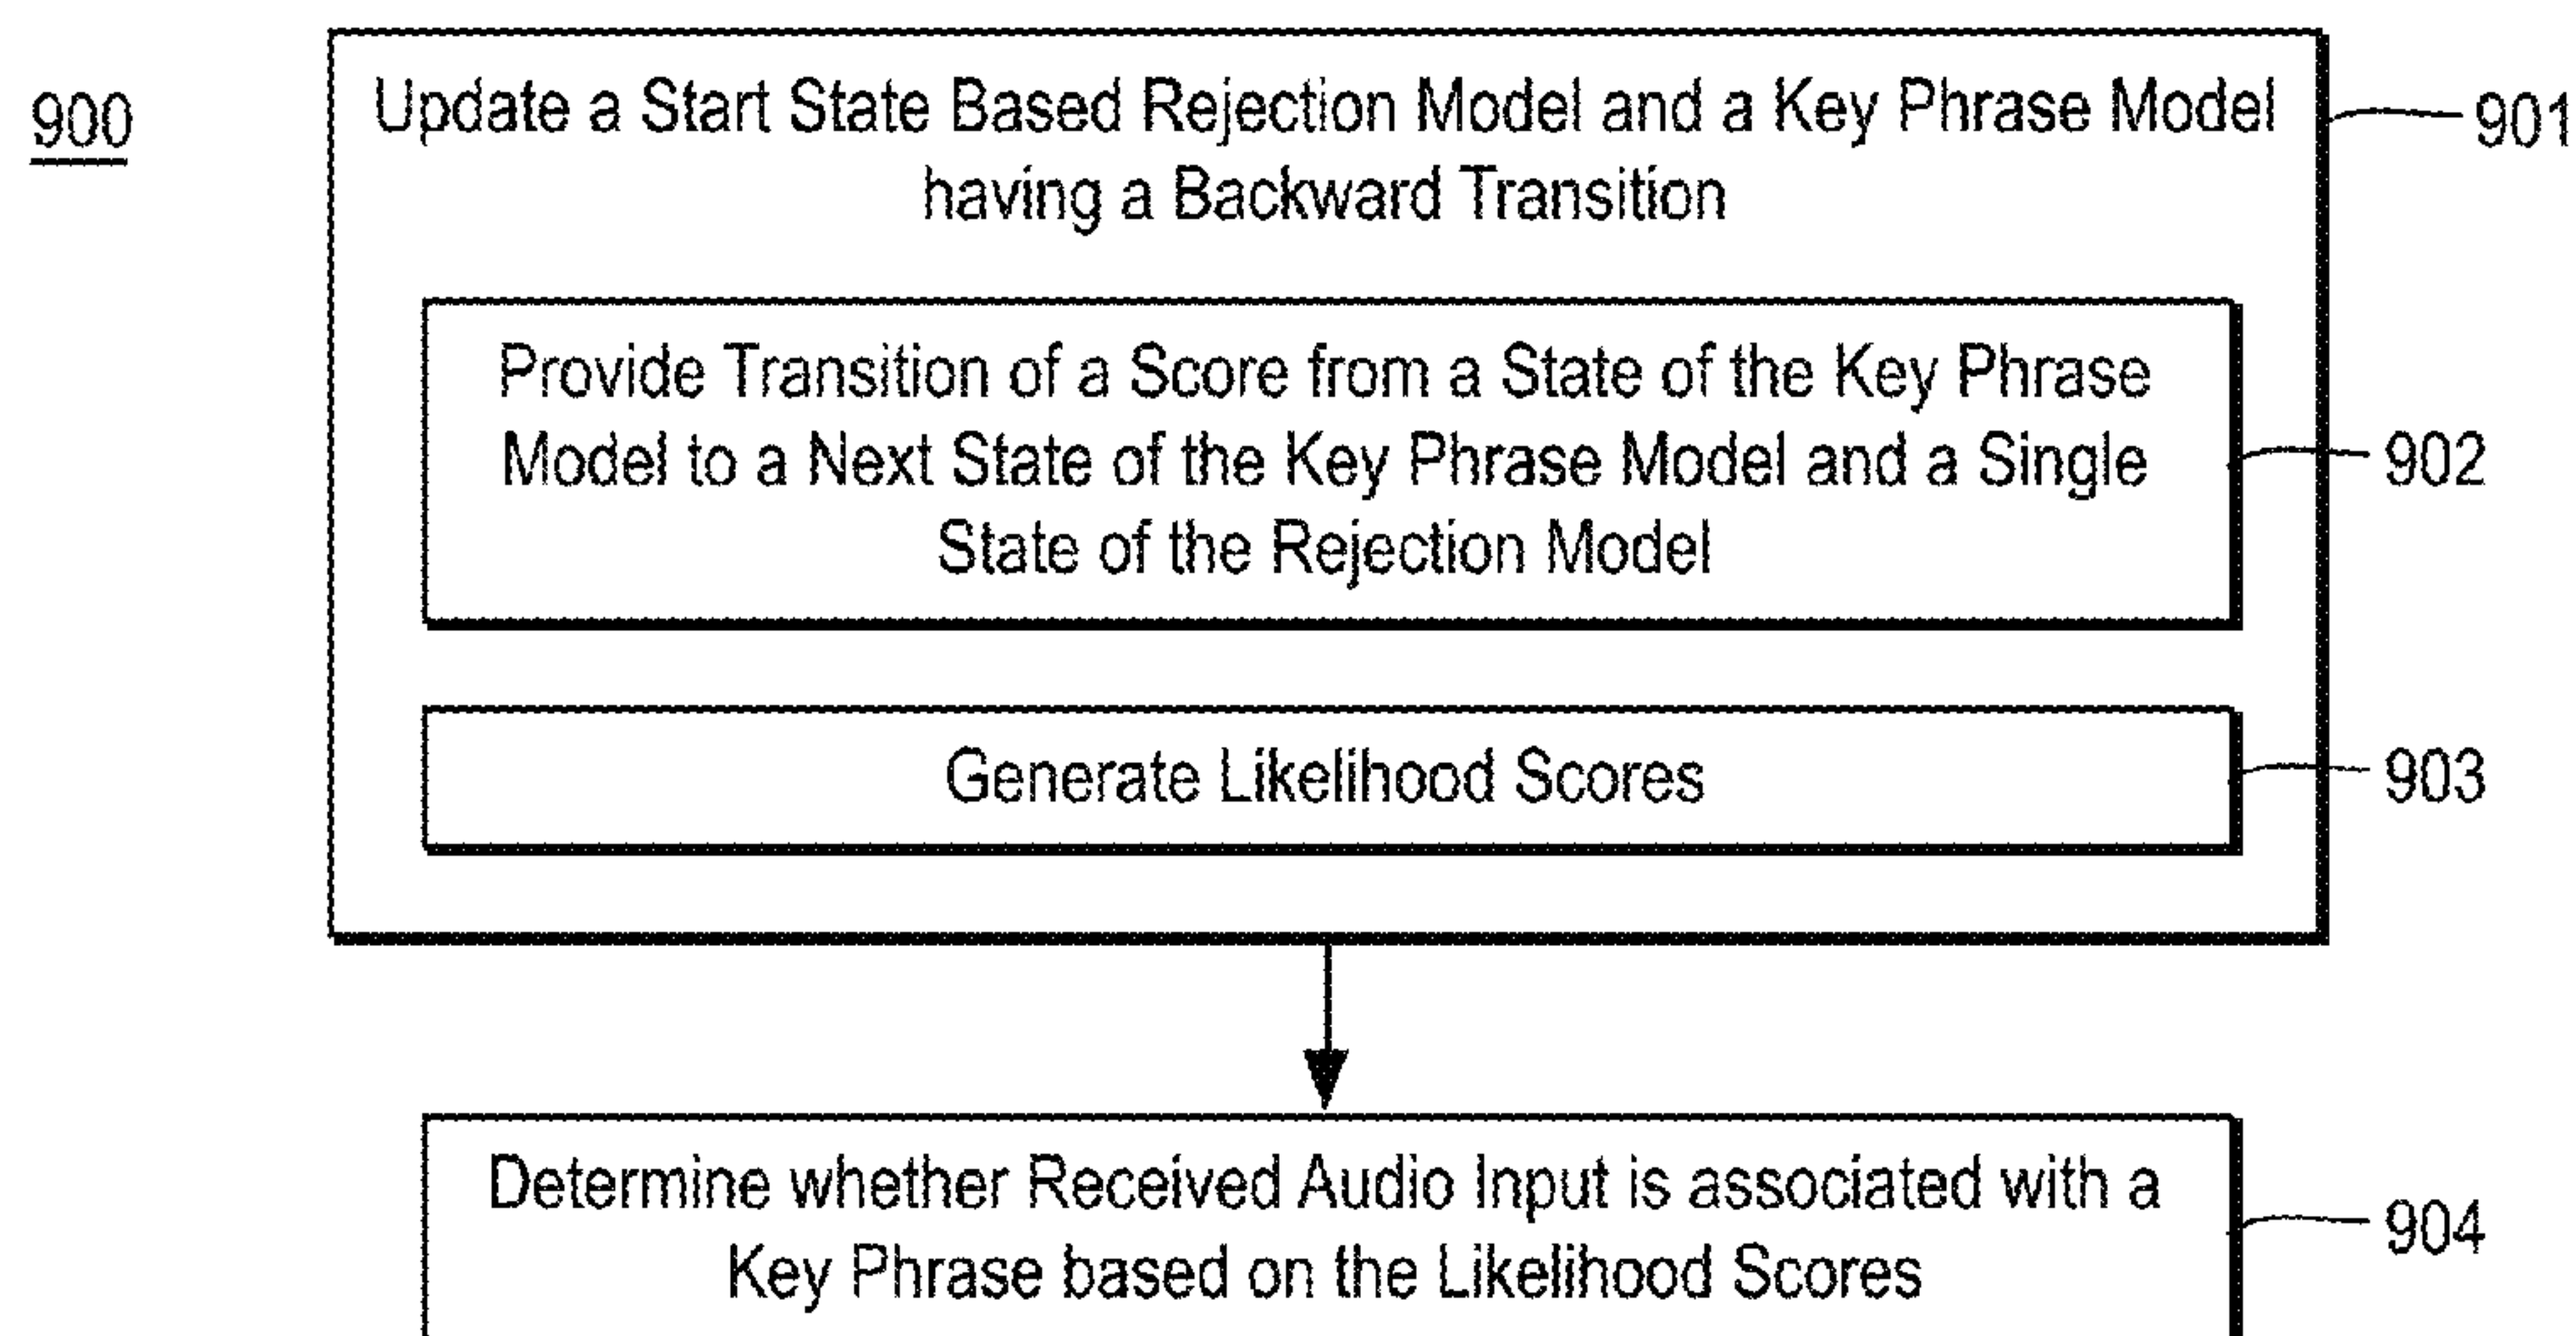 900
Update a Start State Based Rejection Model and a Key Phrase Model
901
having a Backward Transition
Provide Transition of a Score from a State of the Key Phrase
Model to a Next State of the Key Phrase Model and a Single
902
State of the Rejection Model
Generate Likelihood Scores
903
Determine whether Received Audio Input is associated with a
904
Key Phrase based on the Likelihood Scores